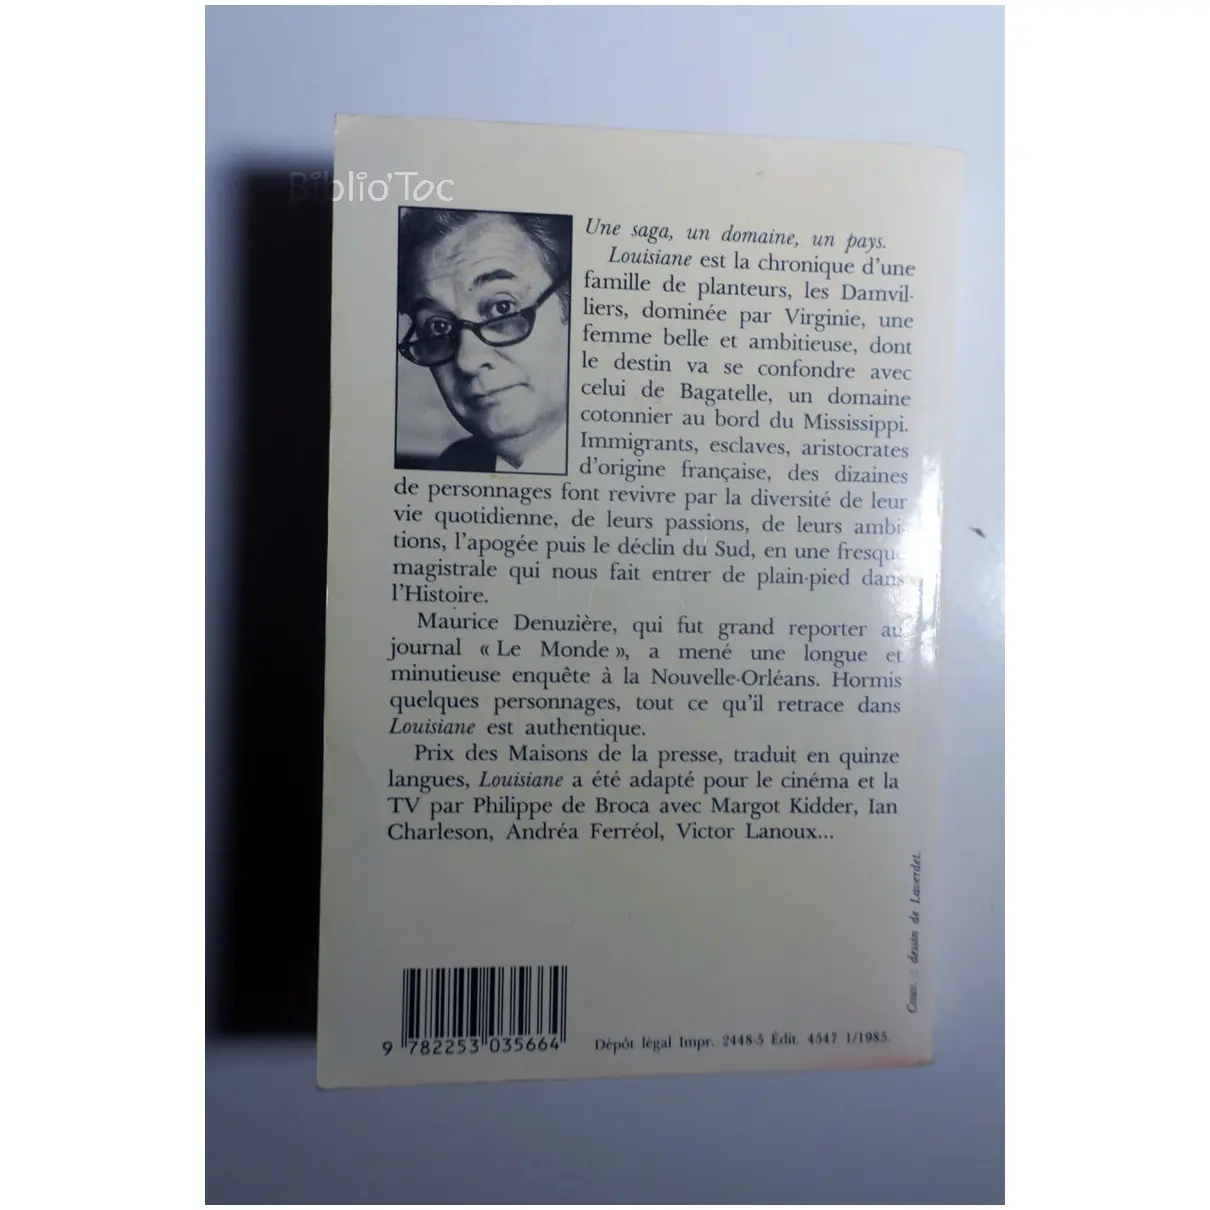 Biblio'Toc
Une saga, un domaine, un pays.
Louisiane est la chronique d'une
famille de planteurs, les Damvil-
liers, dominée par Virginie, une
femme belle et ambitieuse, dont
le destin va se confondre avec
celui de Bagatelle, un domaine
cotonnier au bord du Mississippi.
Immigrants, esclaves, aristocrates
d'origine française, des dizaines
de personnages font revivre par la diversité de leur
vie quotidienne, de leurs passions, de leurs ambi-
tions, l'apogée puis le déclin du Sud, en une fresque
magistrale qui nous fait entrer de plain-pied dans
l'Histoire.
Maurice Denuzière, qui fut grand reporter au
journal « Le Monde », a mené une longue et
minutieuse enquête à la Nouvelle-Orléans. Hormis
quelques personnages, tout ce qu'il retrace dans
Louisiane est authentique.
Prix des Maisons de la presse, traduit en quinze
langues, Louisiane a été adapté pour le cinéma et la
TV par Philippe de Broca avec Margot Kidder, Ian
Charleson, Andréa Ferréol, Victor Lanoux...
dessin de Laverdet.
9 782253 035664
Dépôt légal Impr. 2448-5 Édit. 4547 1/1985.